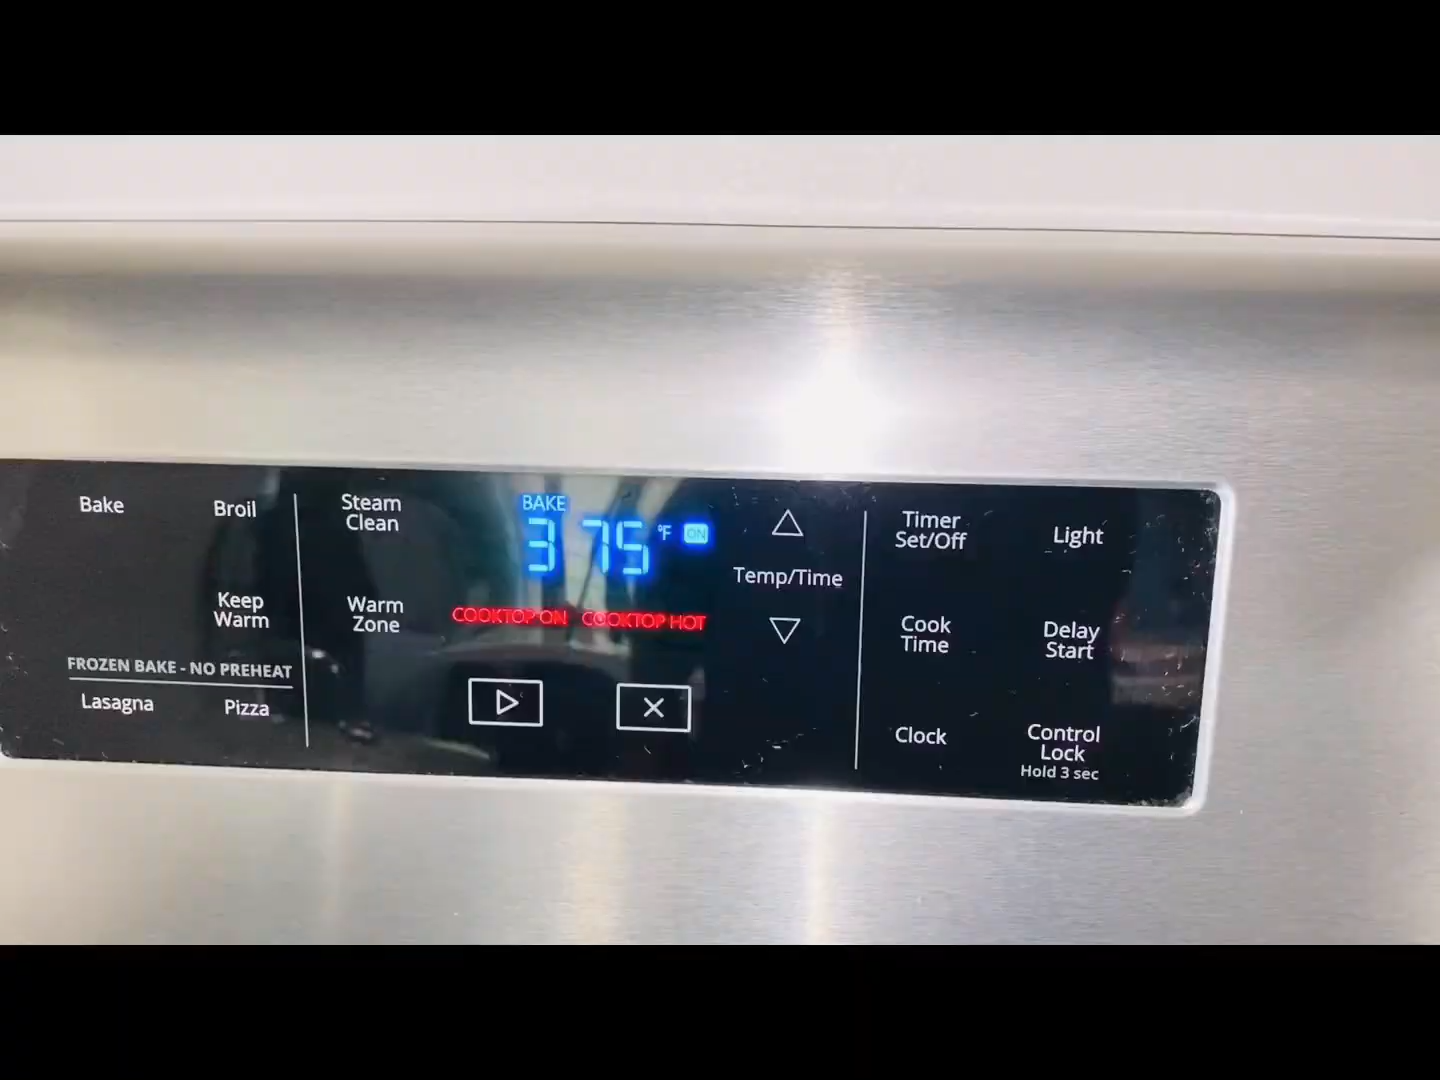 Bake
Broil
Keep
Warm
FROZEN BAKE - NO PREHEAT
Lasagna
Pizza
Steam
Clean
Warm
Zone
BAKE
375 °F ON
COOKTOP ON COOKTOP HOT
Temp/Time
Timer
Set/Off
Light
Cook
Time
Delay
Start
Clock
Control
Lock
Hold 3 sec